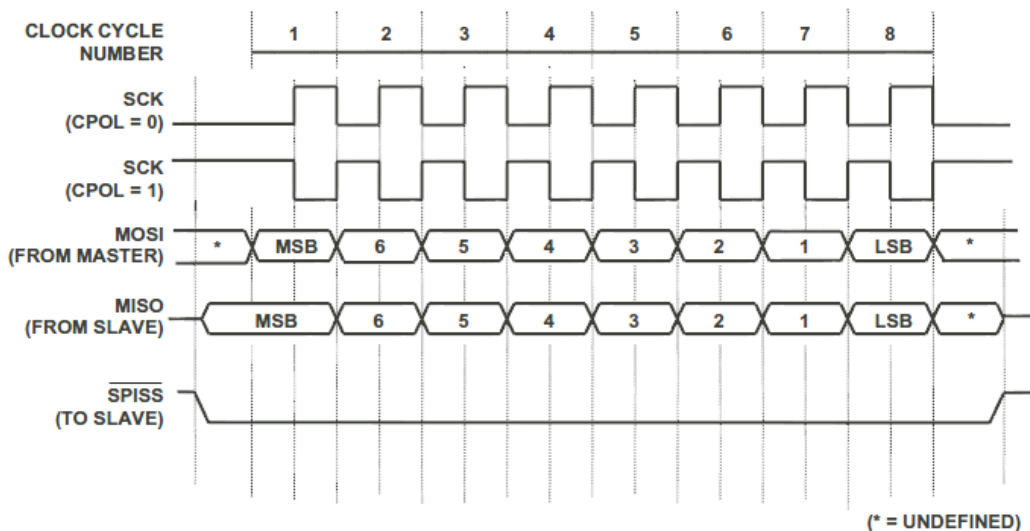 CLOCK CYCLE
NUMBER
1 2 3 4 5 6 7 8
SCK
(CPOL = 0)
SCK
(CPOL = 1)
MOSI
(FROM MASTER)
* MSB 6 5 4 3 2 1 LSB *
MISO
(FROM SLAVE)
MSB 6 5 4 3 2 1 LSB *
SPISS
(TO SLAVE)
(* = UNDEFINED)